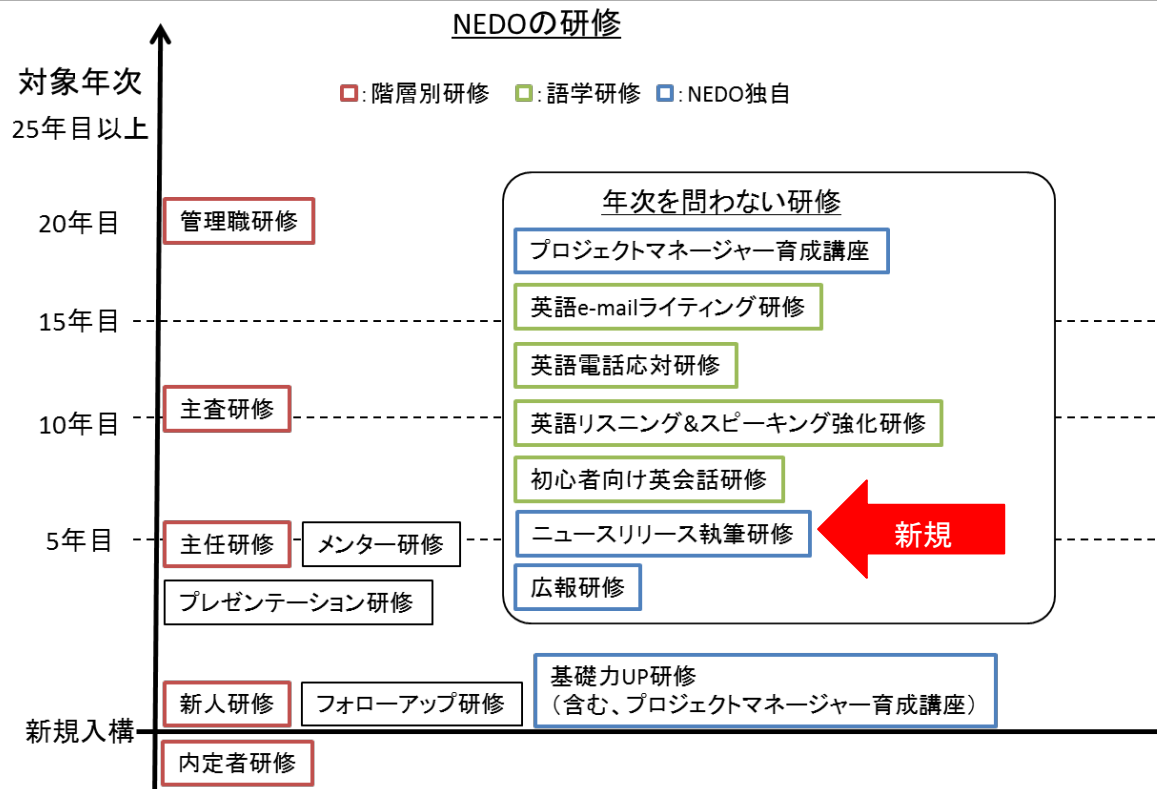 NEDOの研修
対象年次
:階層別研修 :語学研修 :NEDO独自
25年目以上
20年目
管理職研修
15年目
10年目
主査研修
5年目
主任研修
メンター研修
プレゼンテーション研修
年次を問わない研修
プロジェクトマネージャー育成講座
英語e-mailライティング研修
英語電話応対研修
英語リスニング&スピーキング強化研修
初心者向け英会話研修
ニュースリリース執筆研修
新規
広報研修
新人研修
フォローアップ研修
基礎力UP研修
(含む、プロジェクトマネージャー育成講座)
新規入構
内定者研修